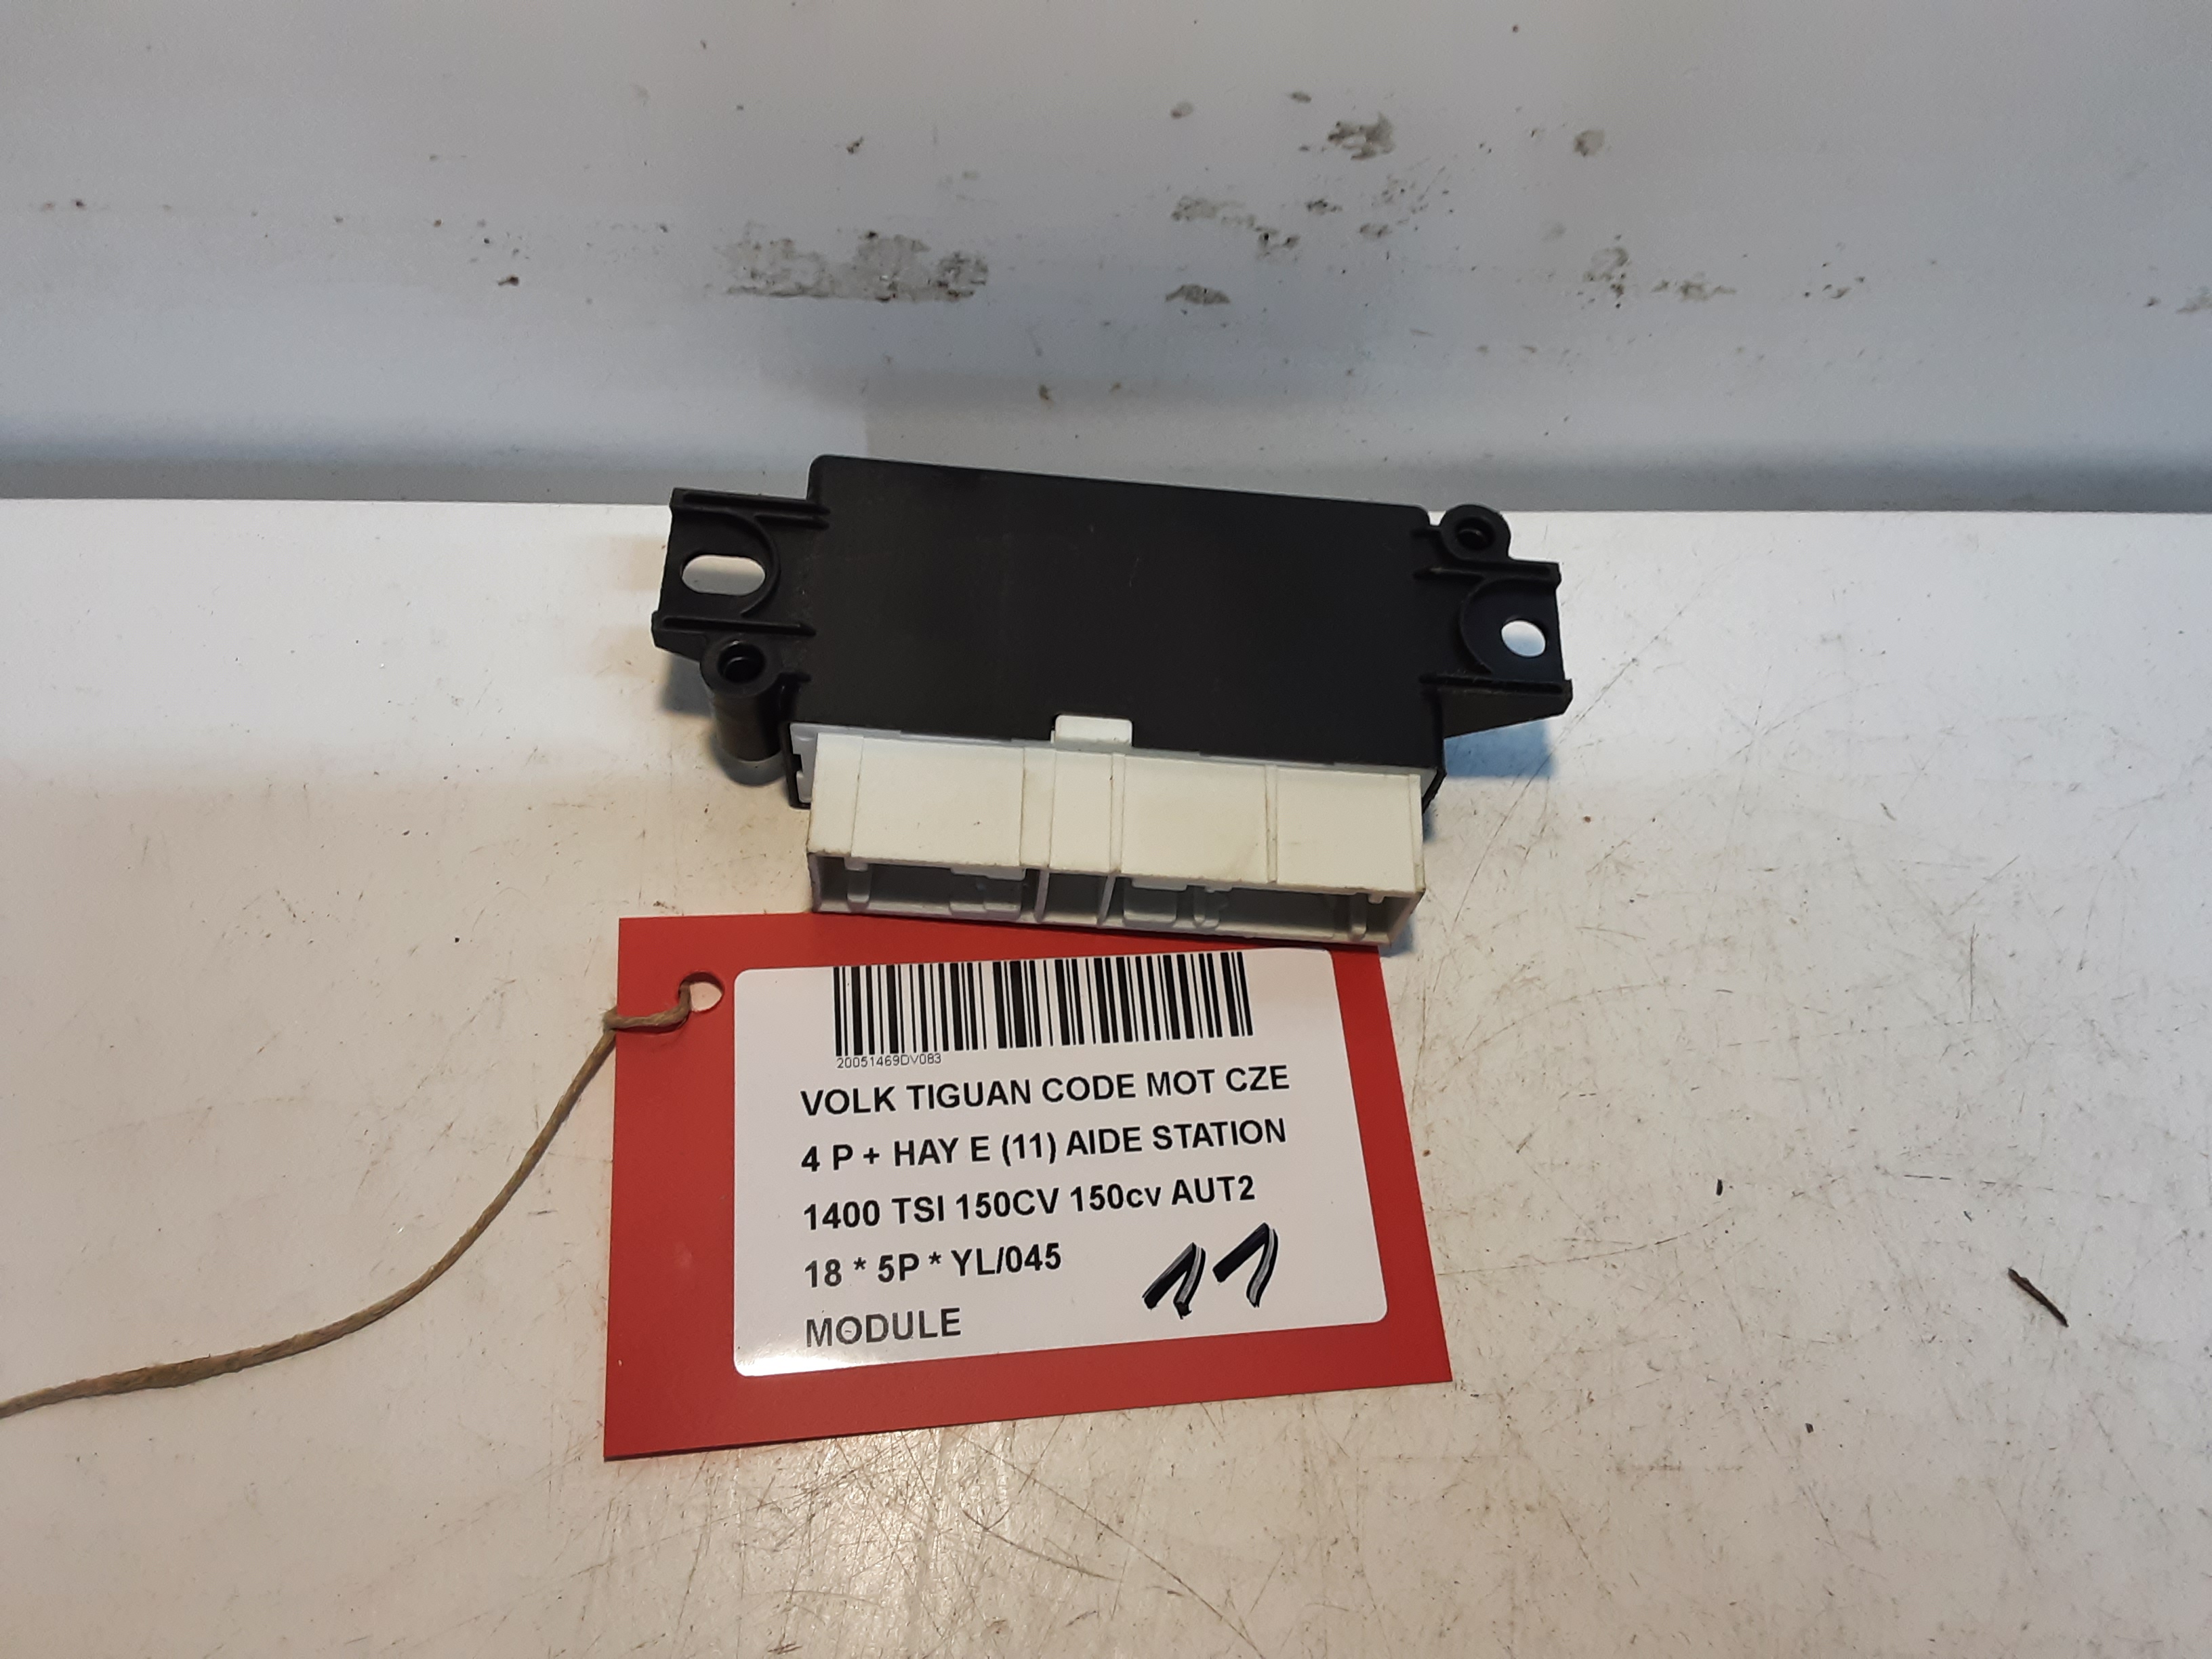 20051469DV083
VOLK TIGUAN CODE MOT CZE
4 P + HAY E (11) AIDE STATION
1400 TSI 150CV 150cv AUT2
18 * 5P * YL/045
MODULE
11